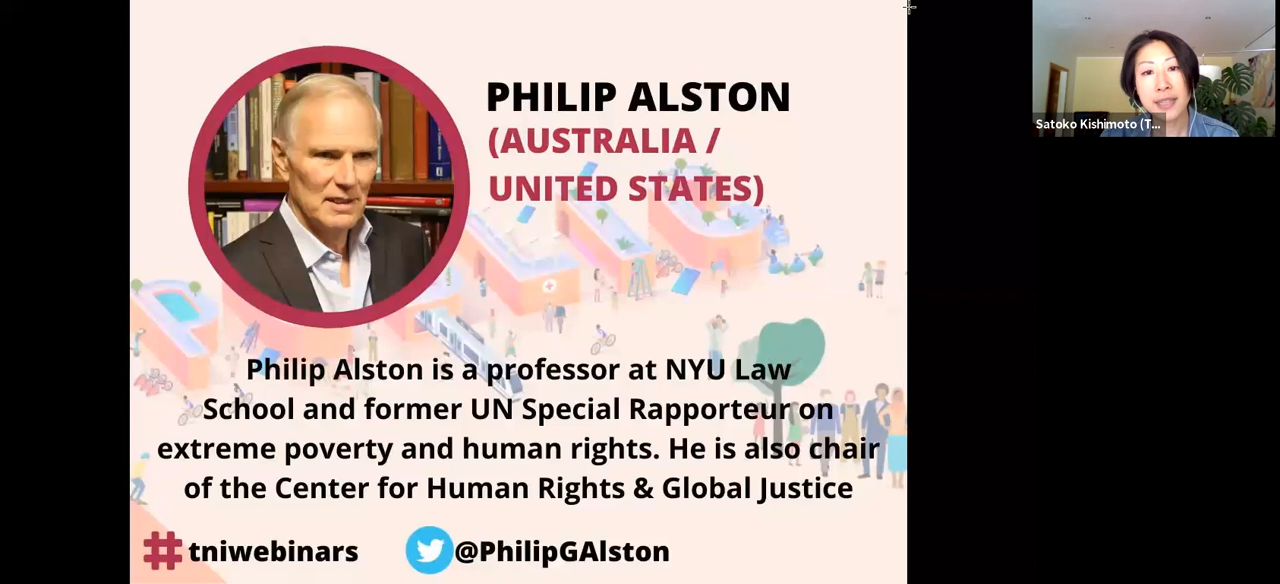 PHILIP ALSTON
(AUSTRALIA /
UNITED STATES)
Philip Alston is a professor at NYU Law
School and former UN Special Rapporteur on
extreme poverty and human rights. He is also chair
of the Center for Human Rights & Global Justice
#tniwebinars
@PhilipGAlston
Satoko Kishimoto (T...